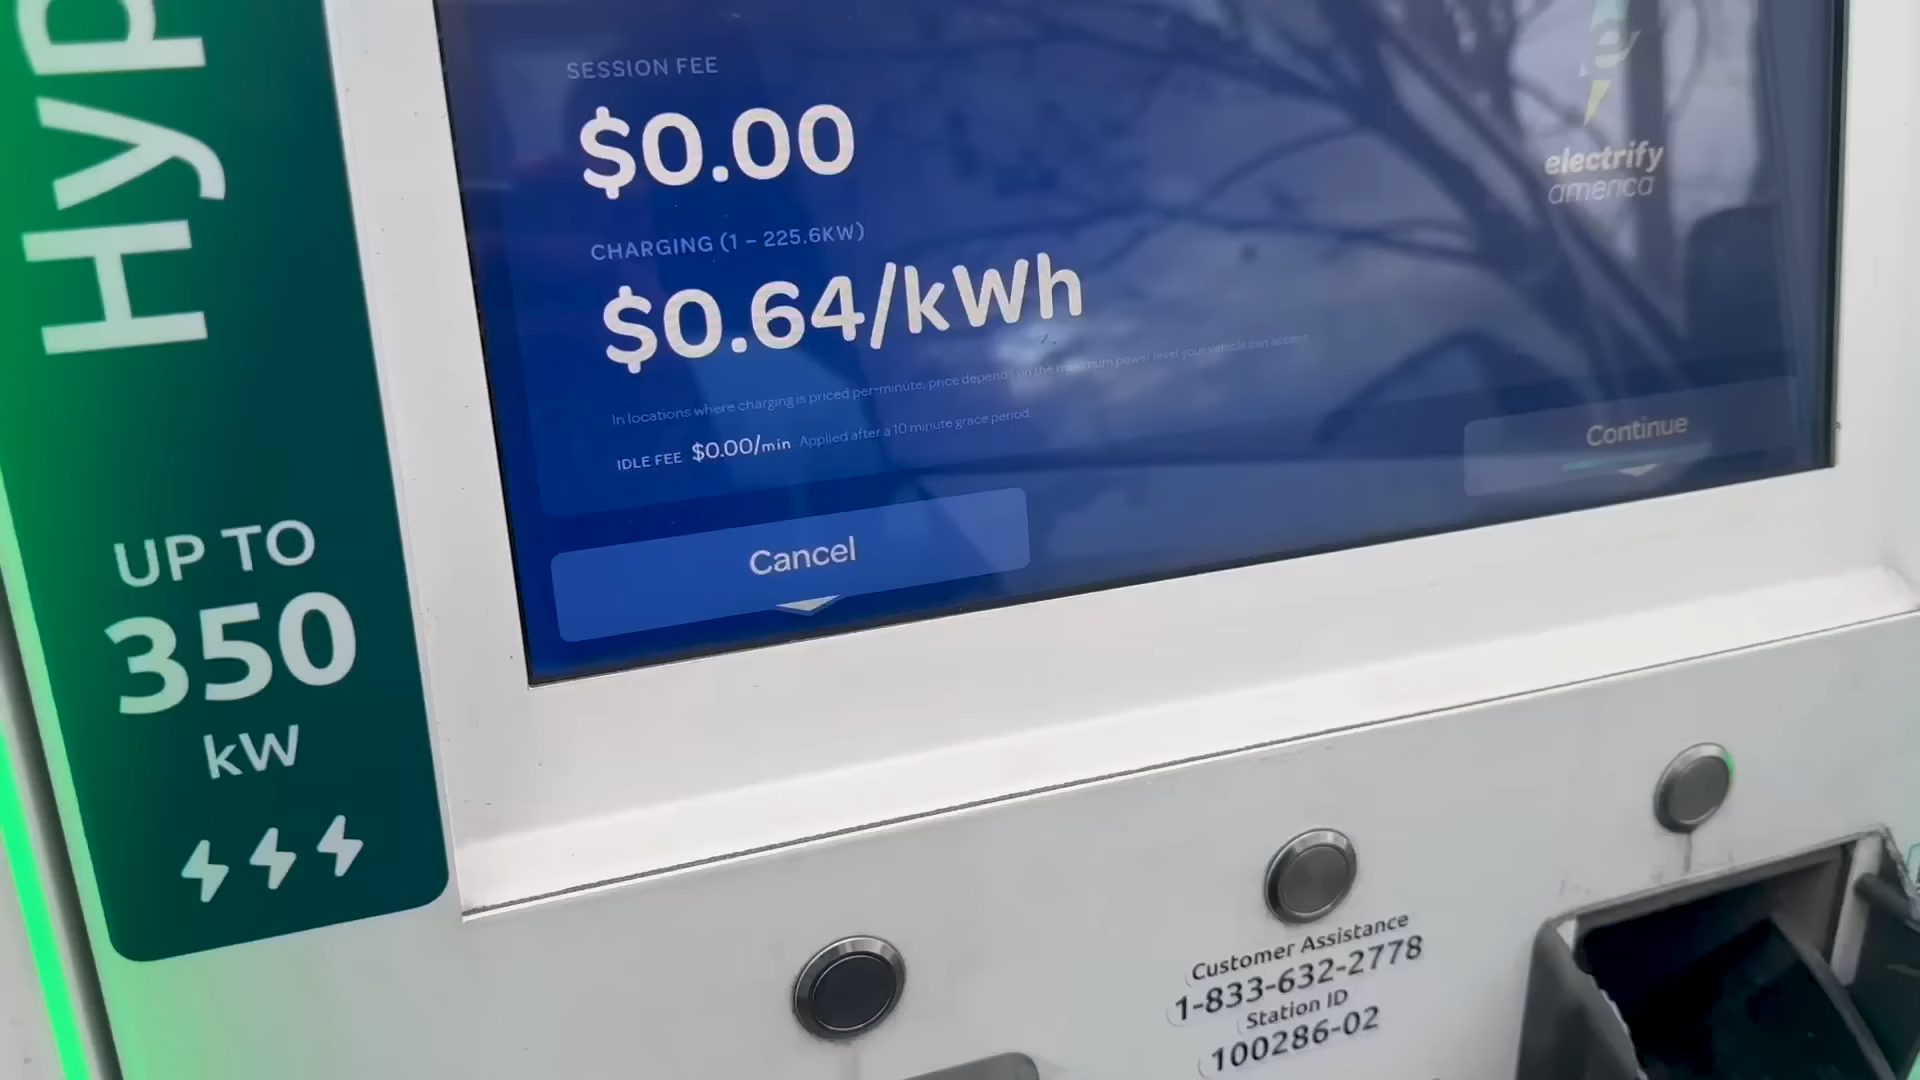 Hyp
UP TO
350
kW
SESSION FEE
$0.00
CHARGING (1 – 225.6KW)
$0.64/kWh
In locations where charging is priced per-minute, price depends on the maximum power level your vehicle can accept.
IDLE FEE $0.00/min Applied after a 10 minute grace period.
Cancel
Continue
electrify
america
Customer Assistance
1-833-632-2778
Station ID
100286-02